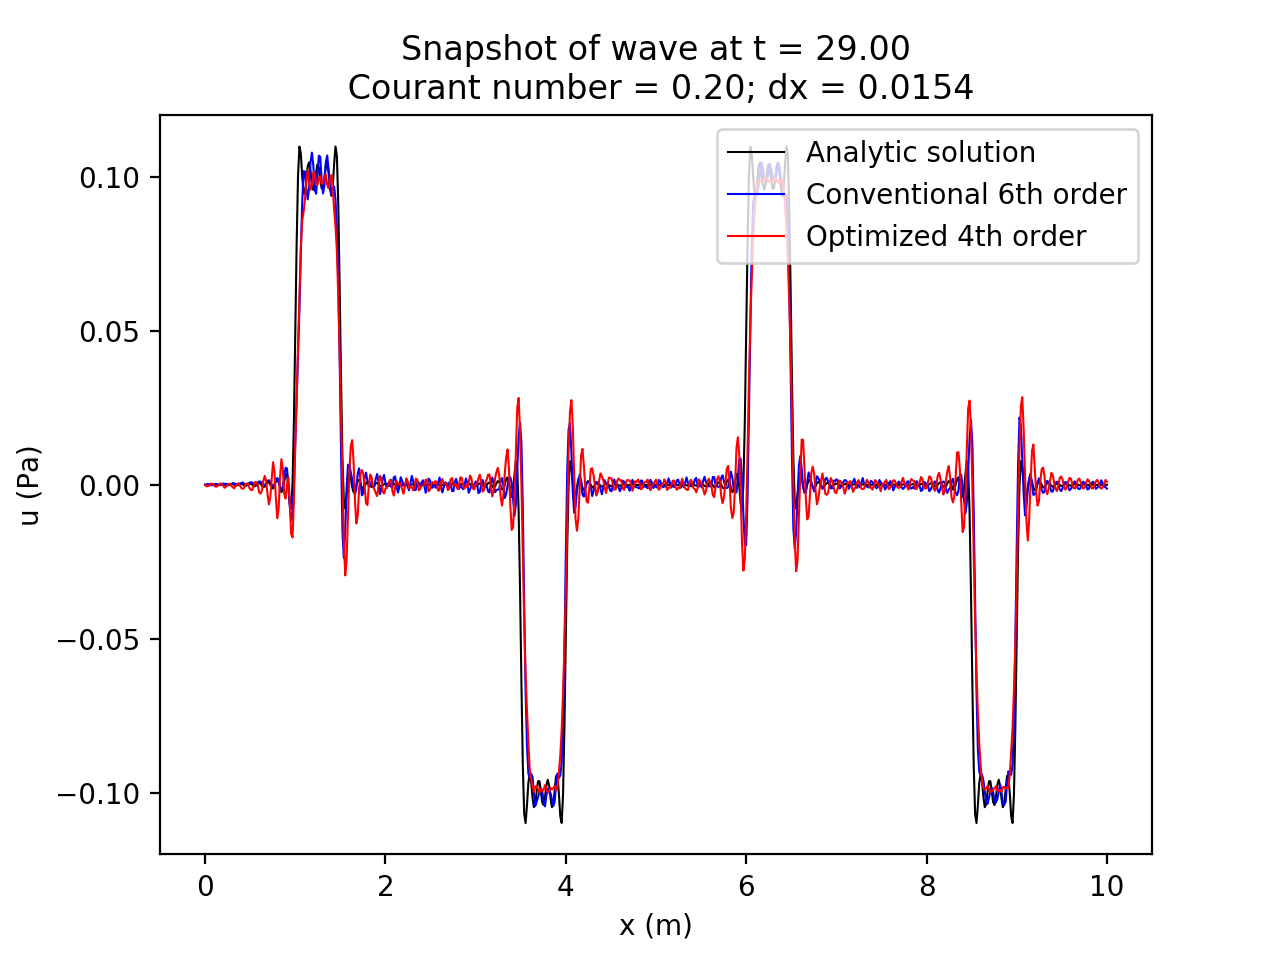 Snapshot of wave at t = 29.00
Courant number = 0.20; dx = 0.0154
Analytic solution
Conventional 6th order
Optimized 4th order
0.10
0.05
0.00
−0.05
−0.10
u (Pa)
0 2 4 6 8 10
x (m)